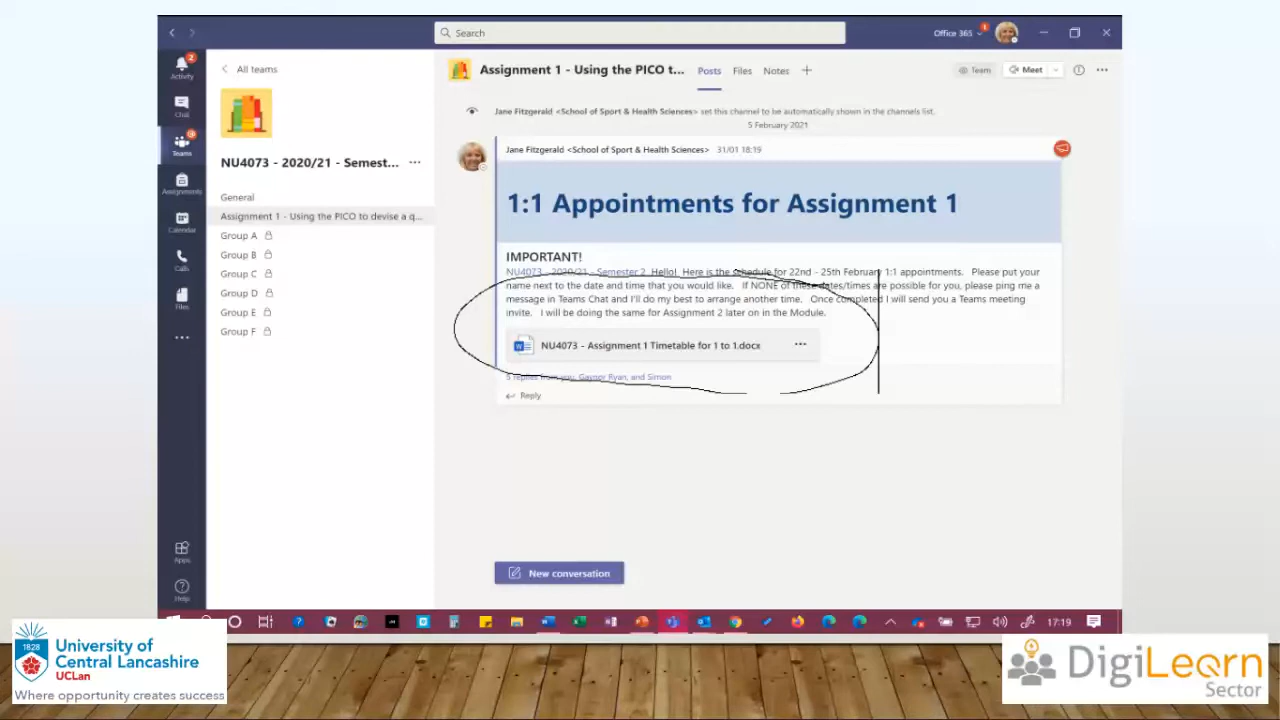 Search
Office 365
1
2
Activity
Chat
Teams
Assignments
Calendar
Calls
Files
Apps
Help
All teams
NU4073 - 2020/21 - Semest...
General
Assignment 1 - Using the PICO to devise a q...
Group A
Group B
Group C
Group D
Group E
Group F
Assignment 1 - Using the PICO t... Posts Files Notes +
Team
Meet
Jane Fitzgerald <School of Sport & Health Sciences> set this channel to be automatically shown in the channels list.
5 February 2021
Jane Fitzgerald <School of Sport & Health Sciences> 31/01 18:19
1:1 Appointments for Assignment 1
IMPORTANT!
NU4073 - 2020/21 - Semester 2 Hello!. Here is the schedule for 22nd - 25th February 1:1 appointments. Please put your
name next to the date and time that you would like. If NONE of these dates/times are possible for you, please ping me a
message in Teams Chat and I'll do my best to arrange another time. Once completed I will send you a Teams meeting
invite. I will be doing the same for Assignment 2 later on in the Module.
NU4073 - Assignment 1 Timetable for 1 to 1.docx
5 replies from you, Gaynor Ryan, and Simon
Reply
New conversation
17:19
1828
University of
Central Lancashire
UCLan
Where opportunity creates success
DigiLearn
Sector